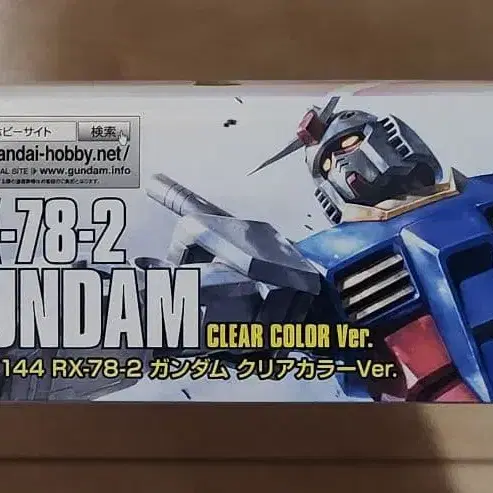 ホビーサイト 検索
andai-hobby.net/
AL SITE ▶ www.gundam.info
-78-2
UNDAM CLEAR COLOR Ver.
144 RX-78-2 ガンダム クリアカラーVer.